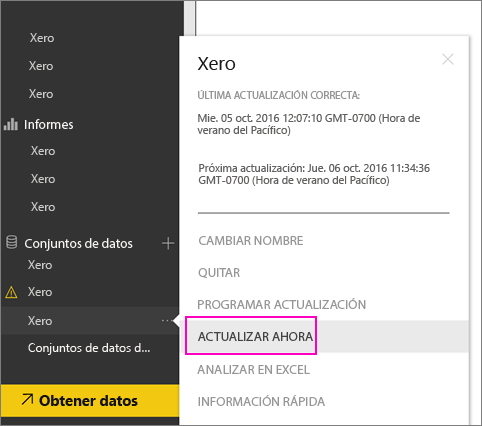 Xero
Xero
Xero
Informes
Xero
Xero
Xero
Conjuntos de datos
Xero
Xero
Xero
Conjuntos de datos d...
Obtener datos
Xero
ÚLTIMA ACTUALIZACIÓN CORRECTA:
Mie. 05 oct. 2016 12:07:10 GMT-0700 (Hora de
verano del Pacífico)
Próxima actualización: Jue. 06 oct. 2016 11:34:36
GMT-0700 (Hora de verano del Pacífico)
CAMBIAR NOMBRE
QUITAR
PROGRAMAR ACTUALIZACIÓN
ACTUALIZAR AHORA
ANALIZAR EN EXCEL
INFORMACIÓN RÁPIDA